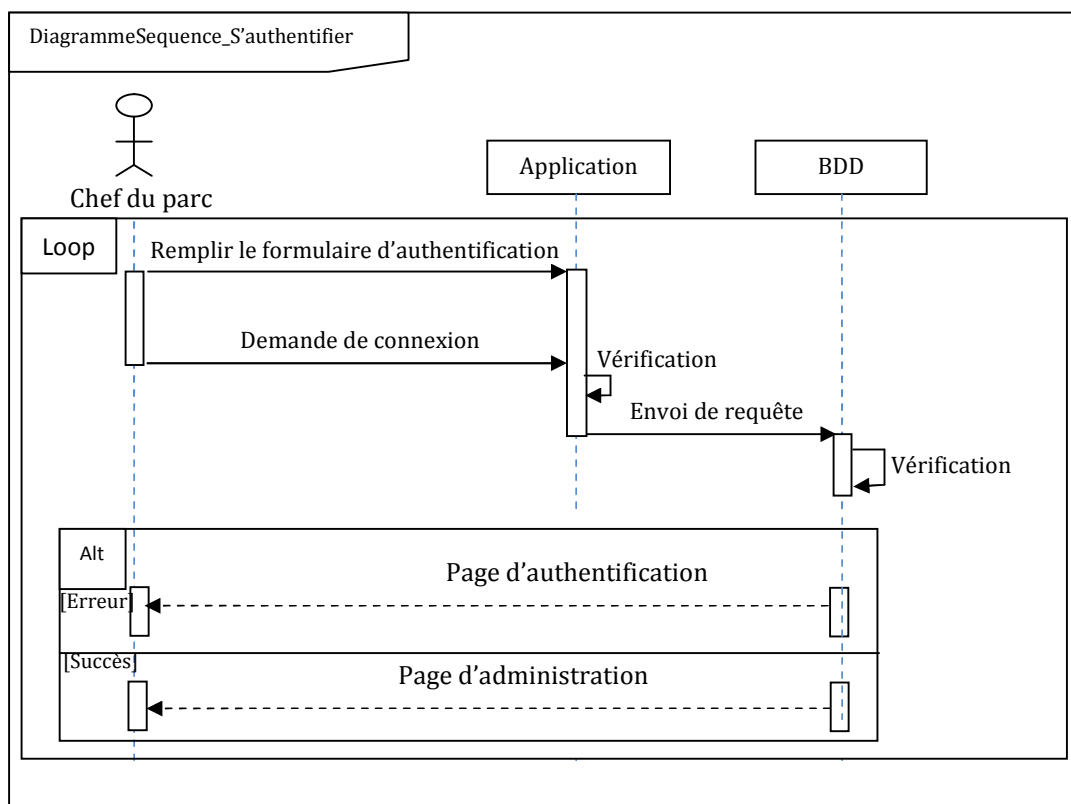 DiagrammeSequence_S’authentifier
Application
BDD
Chef du parc
Loop
Remplir le formulaire d’authentification
Demande de connexion
Vérification
Envoi de requête
Vérification
Alt
Page d’authentification
[Erreur]
[Succès]
Page d’administration